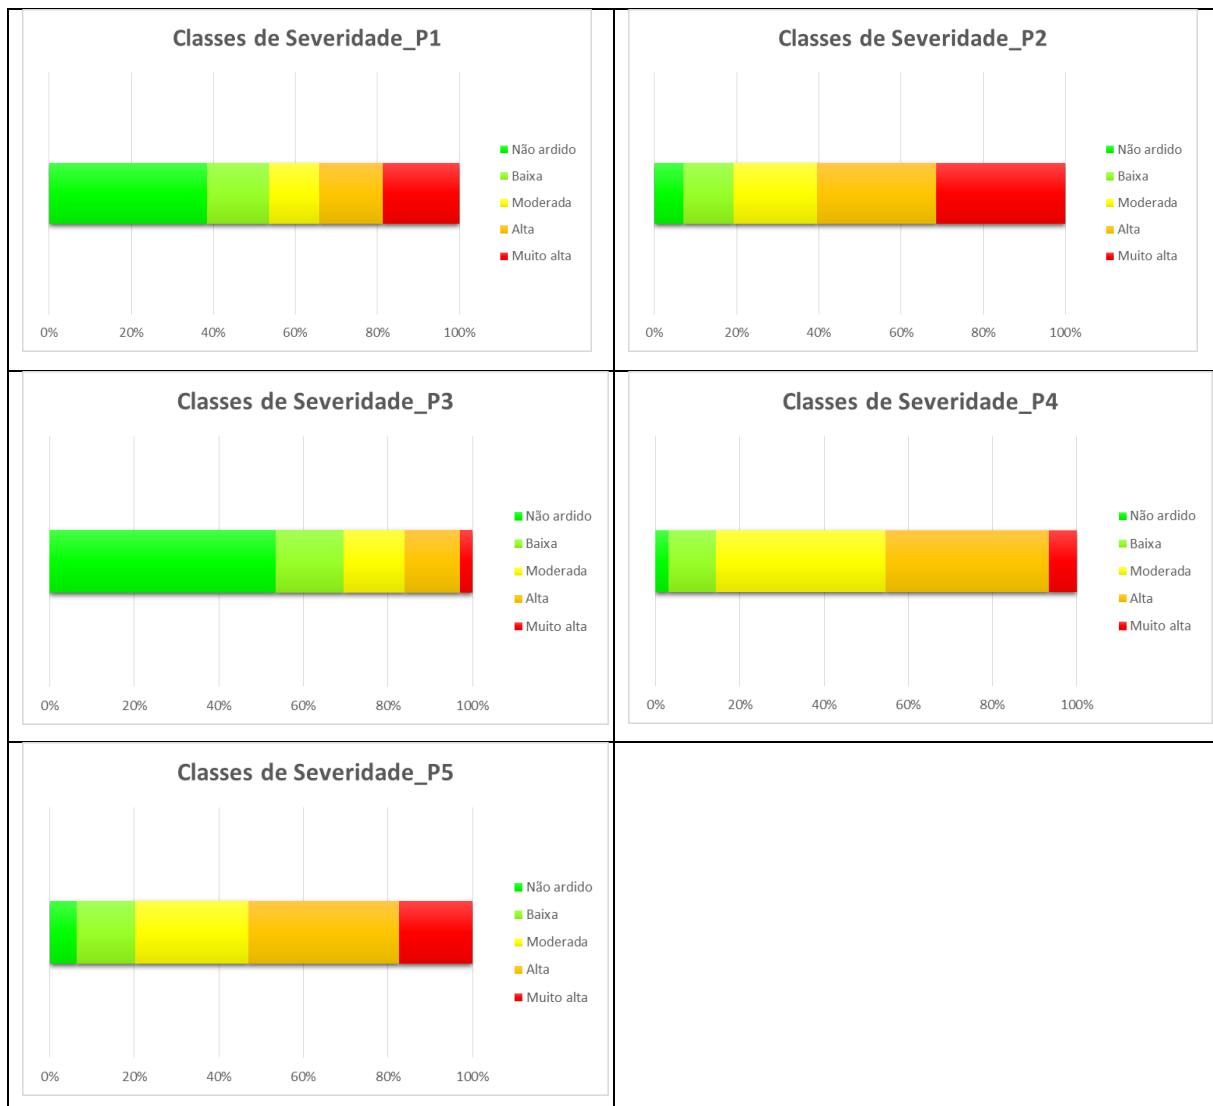 Classes de Severidade_P1
Não ardido
Baixa
Moderada
Alta
Muito alta
0% 20% 40% 60% 80% 100%
Classes de Severidade_P2
Não ardido
Baixa
Moderada
Alta
Muito alta
0% 20% 40% 60% 80% 100%
Classes de Severidade_P3
Não ardido
Baixa
Moderada
Alta
Muito alta
0% 20% 40% 60% 80% 100%
Classes de Severidade_P4
Não ardido
Baixa
Moderada
Alta
Muito alta
0% 20% 40% 60% 80% 100%
Classes de Severidade_P5
Não ardido
Baixa
Moderada
Alta
Muito alta
0% 20% 40% 60% 80% 100%